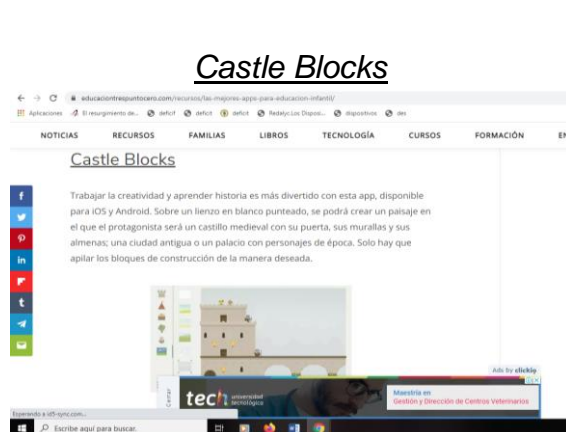 Castle Blocks
educaciontrespuntocero.com/recursos/las-mejores-apps-para-educacion-infantil/
Aplicaciones El resurgimiento de... deficit deficit deficit Redalyc.Los Disposi... dispositivos des
NOTICIAS RECURSOS FAMILIAS LIBROS TECNOLOGÍA CURSOS FORMACIÓN
Castle Blocks
Trabajar la creatividad y aprender historia es más divertido con esta app, disponible
para iOS y Android. Sobre un lienzo en blanco punteado, se podrá crear un paisaje en
el que el protagonista será un castillo medieval con su puerta, sus murallas y sus
almenas; una ciudad antigua o un palacio con personajes de época. Solo hay que
apilar los bloques de construcción de la manera deseada.
Ads by clickio
Cerrar
tech universidad tecnológica
Maestría en
Gestión y Dirección de Centros Veterinarios
Esperando a id5-sync.com...
Escribe aquí para buscar.